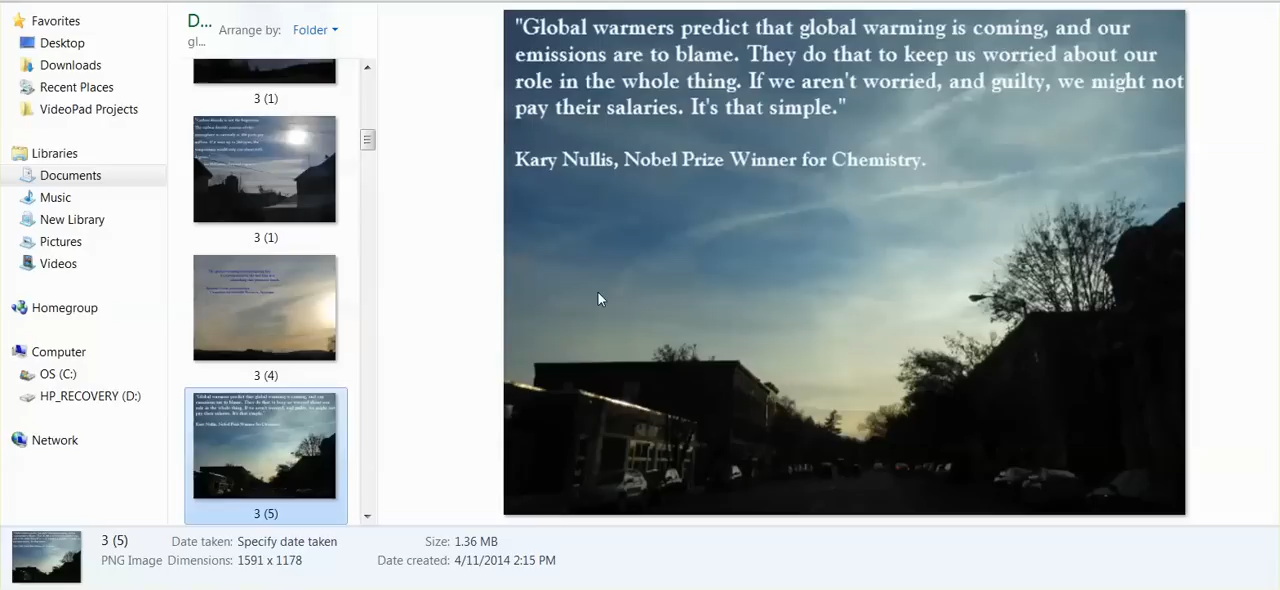 Favorites
Desktop
Downloads
Recent Places
VideoPad Projects
Libraries
Documents
Music
New Library
Pictures
Videos
Homegroup
Computer
OS (C:)
HP_RECOVERY (D:)
Network
D...
gl...
Arrange by: Folder
3 (1)
3 (1)
3 (4)
3 (5)
"Global warmers predict that global warming is coming, and our
emissions are to blame. They do that to keep us worried about our
role in the whole thing. If we aren't worried, and guilty, we might not
pay their salaries. It's that simple."
Kary Nullis, Nobel Prize Winner for Chemistry.
3 (5)
PNG Image
Date taken: Specify date taken
Dimensions: 1591 x 1178
Size: 1.36 MB
Date created: 4/11/2014 2:15 PM